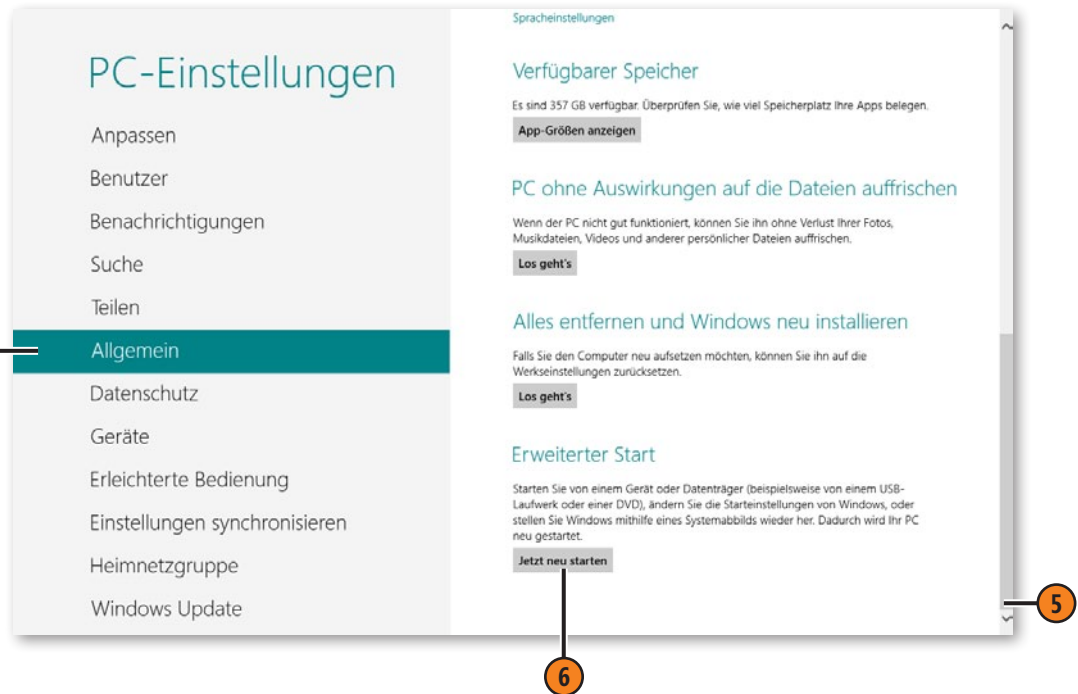 PC-Einstellungen
Anpassen
Benutzer
Benachrichtigungen
Suche
Teilen
Allgemein
Datenschutz
Geräte
Erleichterte Bedienung
Einstellungen synchronisieren
Heimnetzgruppe
Windows Update
Spracheinstellungen
Verfügbarer Speicher
Es sind 357 GB verfügbar. Überprüfen Sie, wie viel Speicherplatz Ihre Apps belegen.
App-Größen anzeigen
PC ohne Auswirkungen auf die Dateien auffrischen
Wenn der PC nicht gut funktioniert, können Sie ihn ohne Verlust Ihrer Fotos,
Musikdateien, Videos und anderer persönlicher Dateien auffrischen.
Los geht's
Alles entfernen und Windows neu installieren
Falls Sie den Computer neu aufsetzen möchten, können Sie ihn auf die
Werkseinstellungen zurücksetzen.
Los geht's
Erweiterter Start
Starten Sie von einem Gerät oder Datenträger (beispielsweise von einem USB-
Laufwerk oder einer DVD), ändern Sie die Starteinstellungen von Windows, oder
stellen Sie Windows mithilfe eines Systemabbilds wieder her. Dadurch wird Ihr PC
neu gestartet.
Jetzt neu starten
5
6